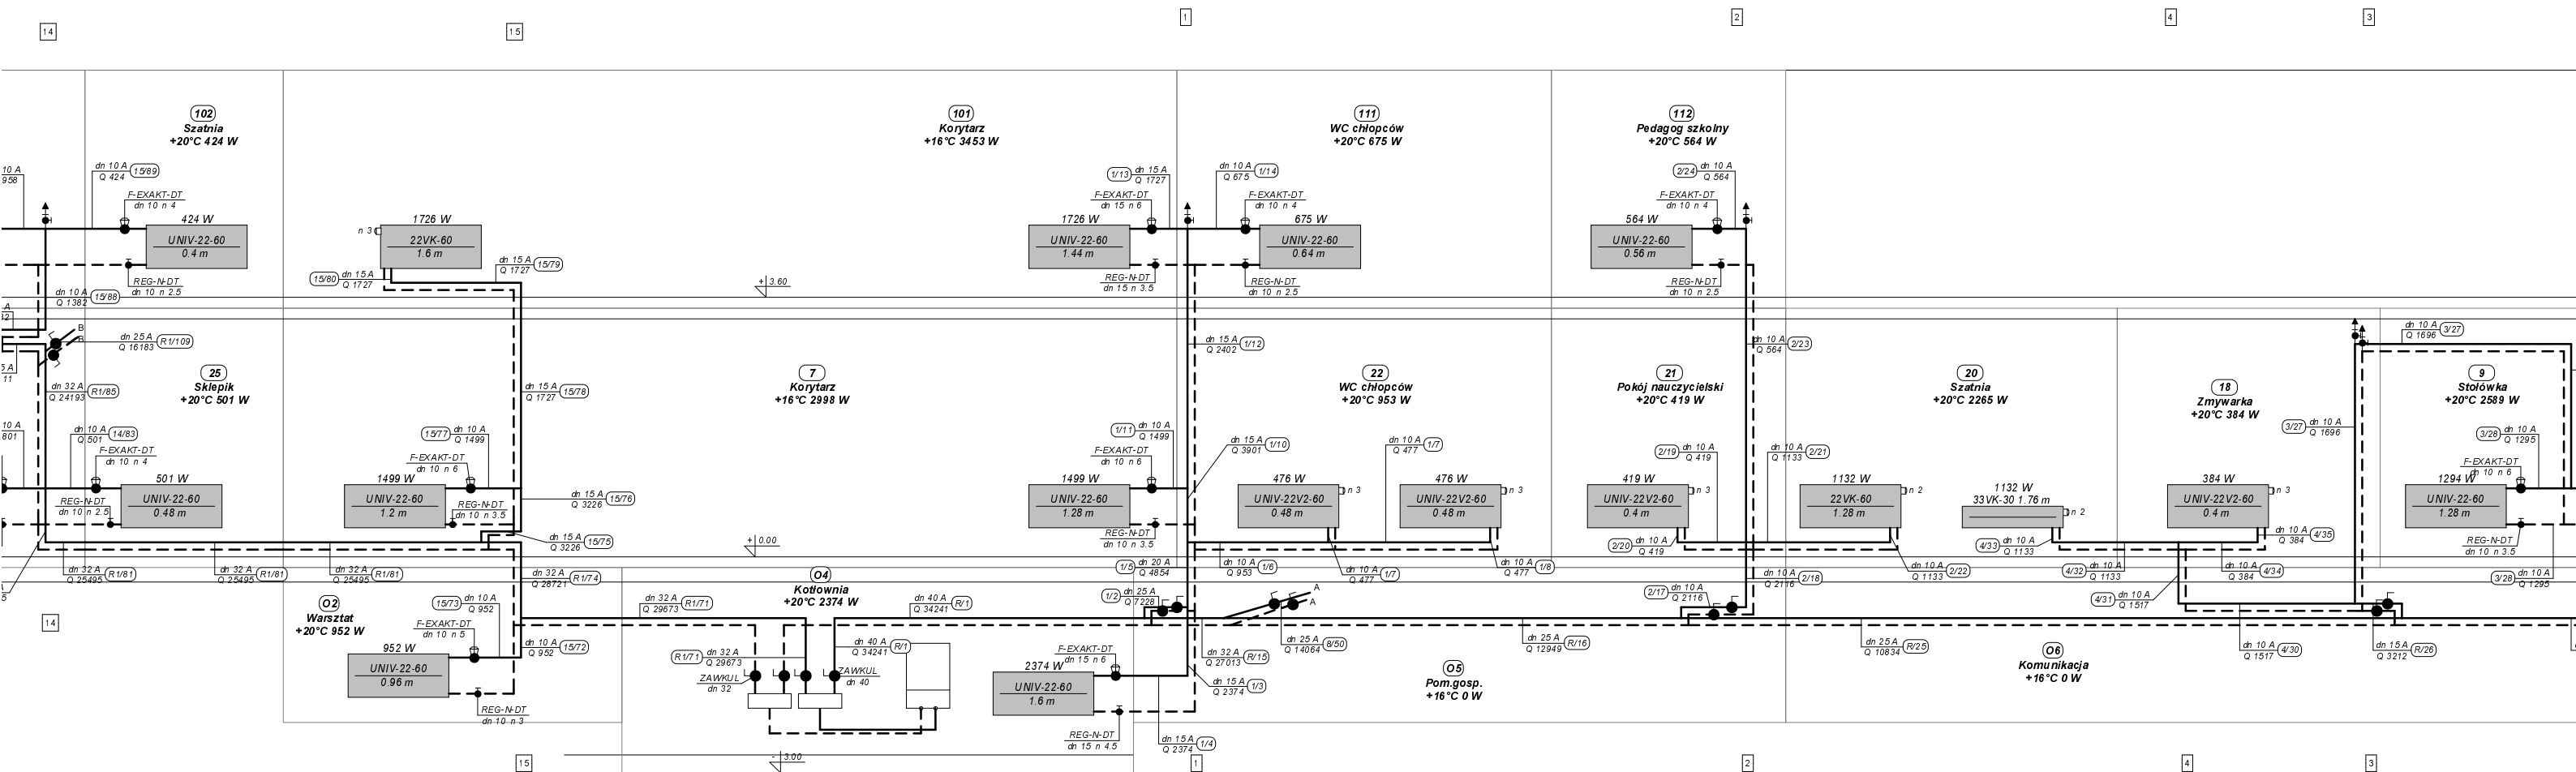 14
15
1
2
4
3
102
Szatnia
+20°C 424 W
101
Korytarz
+16°C 3453 W
111
WC chłopców
+20°C 675 W
112
Pedagog szkolny
+20°C 564 W
10 A
958
dn 10 A
Q 424
15/89
F-EXAKT-DT
dn 10 n 4
424 W
UNIV-22-60
0.4 m
REG-N-DT
dn 10 n 2.5
dn 10 A
Q 1382
15/88
n 3
1726 W
22VK-60
1.6 m
15/80
dn 15 A
Q 1727
dn 15 A
Q 1727
15/79
+ 3.60
1/13
dn 15 A
Q 1727
F-EXAKT-DT
dn 15 n 6
1726 W
UNIV-22-60
1.44 m
REG-N-DT
dn 15 n 3.5
dn 10 A
Q 675
1/14
F-EXAKT-DT
dn 10 n 4
675 W
UNIV-22-60
0.64 m
REG-N-DT
dn 10 n 2.5
2/24
dn 10 A
Q 564
F-EXAKT-DT
dn 10 n 4
564 W
UNIV-22-60
0.56 m
REG-N-DT
dn 10 n 2.5
A
B
B
dn 25 A
Q 16183
R1/109
11
dn 32 A
Q 24193
R1/85
25
Sklepik
+20°C 501 W
dn 15 A
Q 1727
15/78
7
Korytarz
+16°C 2998 W
dn 15 A
Q 2402
1/12
22
WC chłopców
+20°C 953 W
21
Pokój nauczycielski
+20°C 419 W
dn 10 A
Q 564
2/23
20
Szatnia
+20°C 2265 W
18
Zmywarka
+20°C 384 W
dn 10 A
Q 1696
3/27
9
Stołówka
+20°C 2589 W
3/27
dn 10 A
Q 1696
10 A
801
dn 10 A
Q 501
14/83
F-EXAKT-DT
dn 10 n 4
501 W
UNIV-22-60
0.48 m
REG-N-DT
dn 10 n 2.5
15/77
dn 10 A
Q 1499
F-EXAKT-DT
dn 10 n 6
1499 W
UNIV-22-60
1.2 m
REG-N-DT
dn 10 n 3.5
dn 15 A
Q 3226
15/76
dn 15 A
Q 3226
15/75
+ 0.00
1/11
dn 10 A
Q 1499
F-EXAKT-DT
dn 10 n 6
1499 W
UNIV-22-60
1.28 m
REG-N-DT
dn 10 n 3.5
dn 15 A
Q 3901
1/10
476 W
UNIV-22V2-60
0.48 m
n 3
dn 10 A
Q 477
1/7
476 W
UNIV-22V2-60
0.48 m
n 3
2/19
dn 10 A
Q 419
419 W
UNIV-22V2-60
0.4 m
n 3
dn 10 A
Q 1133
2/21
1132 W
22VK-60
1.28 m
n 2
1132 W
33VK-30 1.76 m
n 2
384 W
UNIV-22V2-60
0.4 m
n 3
3/28
dn 10 A
Q 1295
F-EXAKT-DT
dn 10 n 6
1294 W
UNIV-22-60
1.28 m
REG-N-DT
dn 10 n 3.5
3/28
dn 10 A
Q 1295
dn 32 A
Q 25495
R1/81
dn 32 A
Q 25495
R1/81
dn 32 A
Q 25495
R1/81
dn 32 A
Q 28721
R1/74
1/5
dn 20 A
Q 4854
dn 10 A
Q 953
1/6
dn 10 A
Q 477
1/7
dn 10 A
Q 477
1/8
2/20
dn 10 A
Q 419
dn 10 A
Q 2116
2/18
dn 10 A
Q 1133
2/22
4/33
dn 10 A
Q 1133
4/32
dn 10 A
Q 1133
dn 10 A
Q 384
4/34
dn 10 A
Q 384
4/35
4/31
dn 10 A
Q 1517
14
O2
Warsztat
+20°C 952 W
15/73
dn 10 A
Q 952
F-EXAKT-DT
dn 10 n 5
952 W
UNIV-22-60
0.96 m
REG-N-DT
dn 10 n 3
dn 10 A
Q 952
15/72
dn 32 A
Q 29673
R1/71
O4
Kotłownia
+20°C 2374 W
dn 40 A
Q 34241
R/1
R1/71
dn 32 A
Q 29673
dn 40 A
Q 34241
R/1
ZAWKUL
dn 32
ZAWKUL
dn 40
1/2
dn 25 A
Q 7228
F-EXAKT-DT
dn 15 n 6
2374 W
UNIV-22-60
1.6 m
REG-N-DT
dn 15 n 4.5
dn 32 A
Q 27013
R/15
dn 15 A
Q 2374
1/3
dn 15 A
Q 2374
1/4
A
A
dn 25 A
Q 14064
8/50
O5
Pom.gosp.
+16°C 0 W
dn 25 A
Q 12949
R/16
2/17
dn 10 A
Q 2116
dn 25 A
Q 10834
R/25
O6
Komunikacja
+16°C 0 W
dn 10 A
Q 1517
4/30
dn 15 A
Q 3212
R/26
- 3.00
15
1
2
4
3